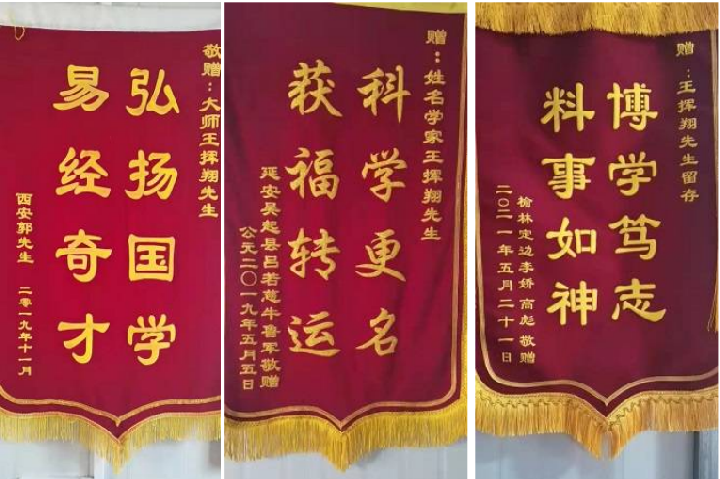 敬赠：大师王挥翔先生
弘扬国学
易经奇才
西安郭先生 二零一九年十一月
赠：姓名学家王挥翔先生
科学更名
获福转运
延安吴起县吕若慈牛鲁军敬赠
公元二〇一九年五月五日
赠：王挥翔先生留存
博学笃志
料事如神
榆林定边李娇高彪敬赠
二〇二一年五月二十一日